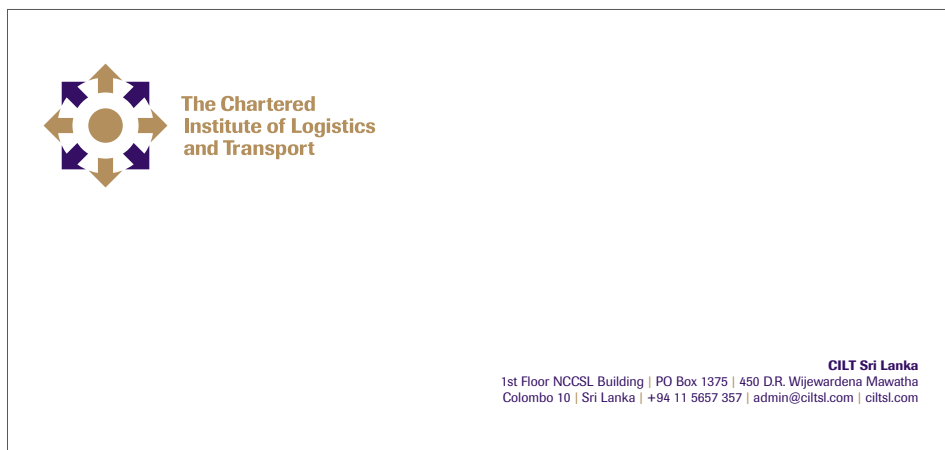 The Chartered
Institute of Logistics
and Transport
CILT Sri Lanka
1st Floor NCCSL Building | PO Box 1375 | 450 D.R. Wijewardena Mawatha
Colombo 10 | Sri Lanka | +94 11 5657 357 | admin@ciltsl.com | ciltsl.com